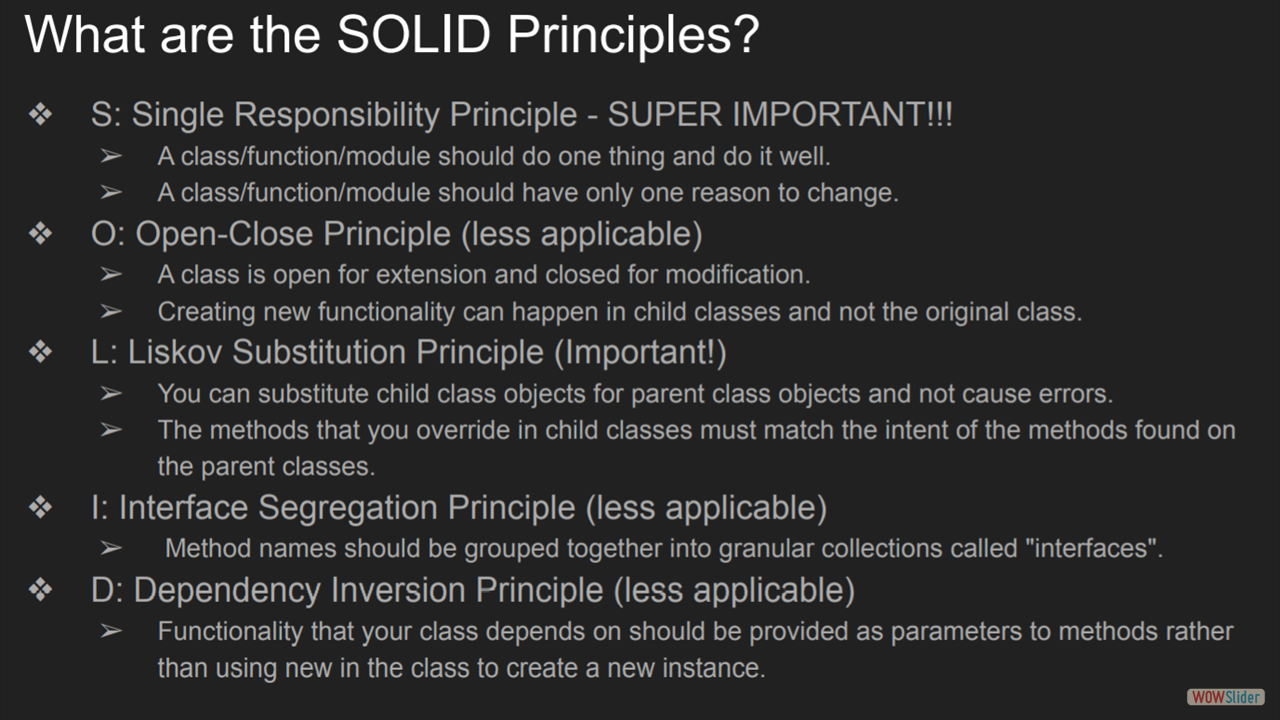 What are the SOLID Principles?
❖ S: Single Responsibility Principle - SUPER IMPORTANT!!!
➢ A class/function/module should do one thing and do it well.
➢ A class/function/module should have only one reason to change.
❖ O: Open-Close Principle (less applicable)
➢ A class is open for extension and closed for modification.
➢ Creating new functionality can happen in child classes and not the original class.
❖ L: Liskov Substitution Principle (Important!)
➢ You can substitute child class objects for parent class objects and not cause errors.
➢ The methods that you override in child classes must match the intent of the methods found on
the parent classes.
❖ I: Interface Segregation Principle (less applicable)
➢ Method names should be grouped together into granular collections called "interfaces".
❖ D: Dependency Inversion Principle (less applicable)
➢ Functionality that your class depends on should be provided as parameters to methods rather
than using new in the class to create a new instance.
WOWSlider